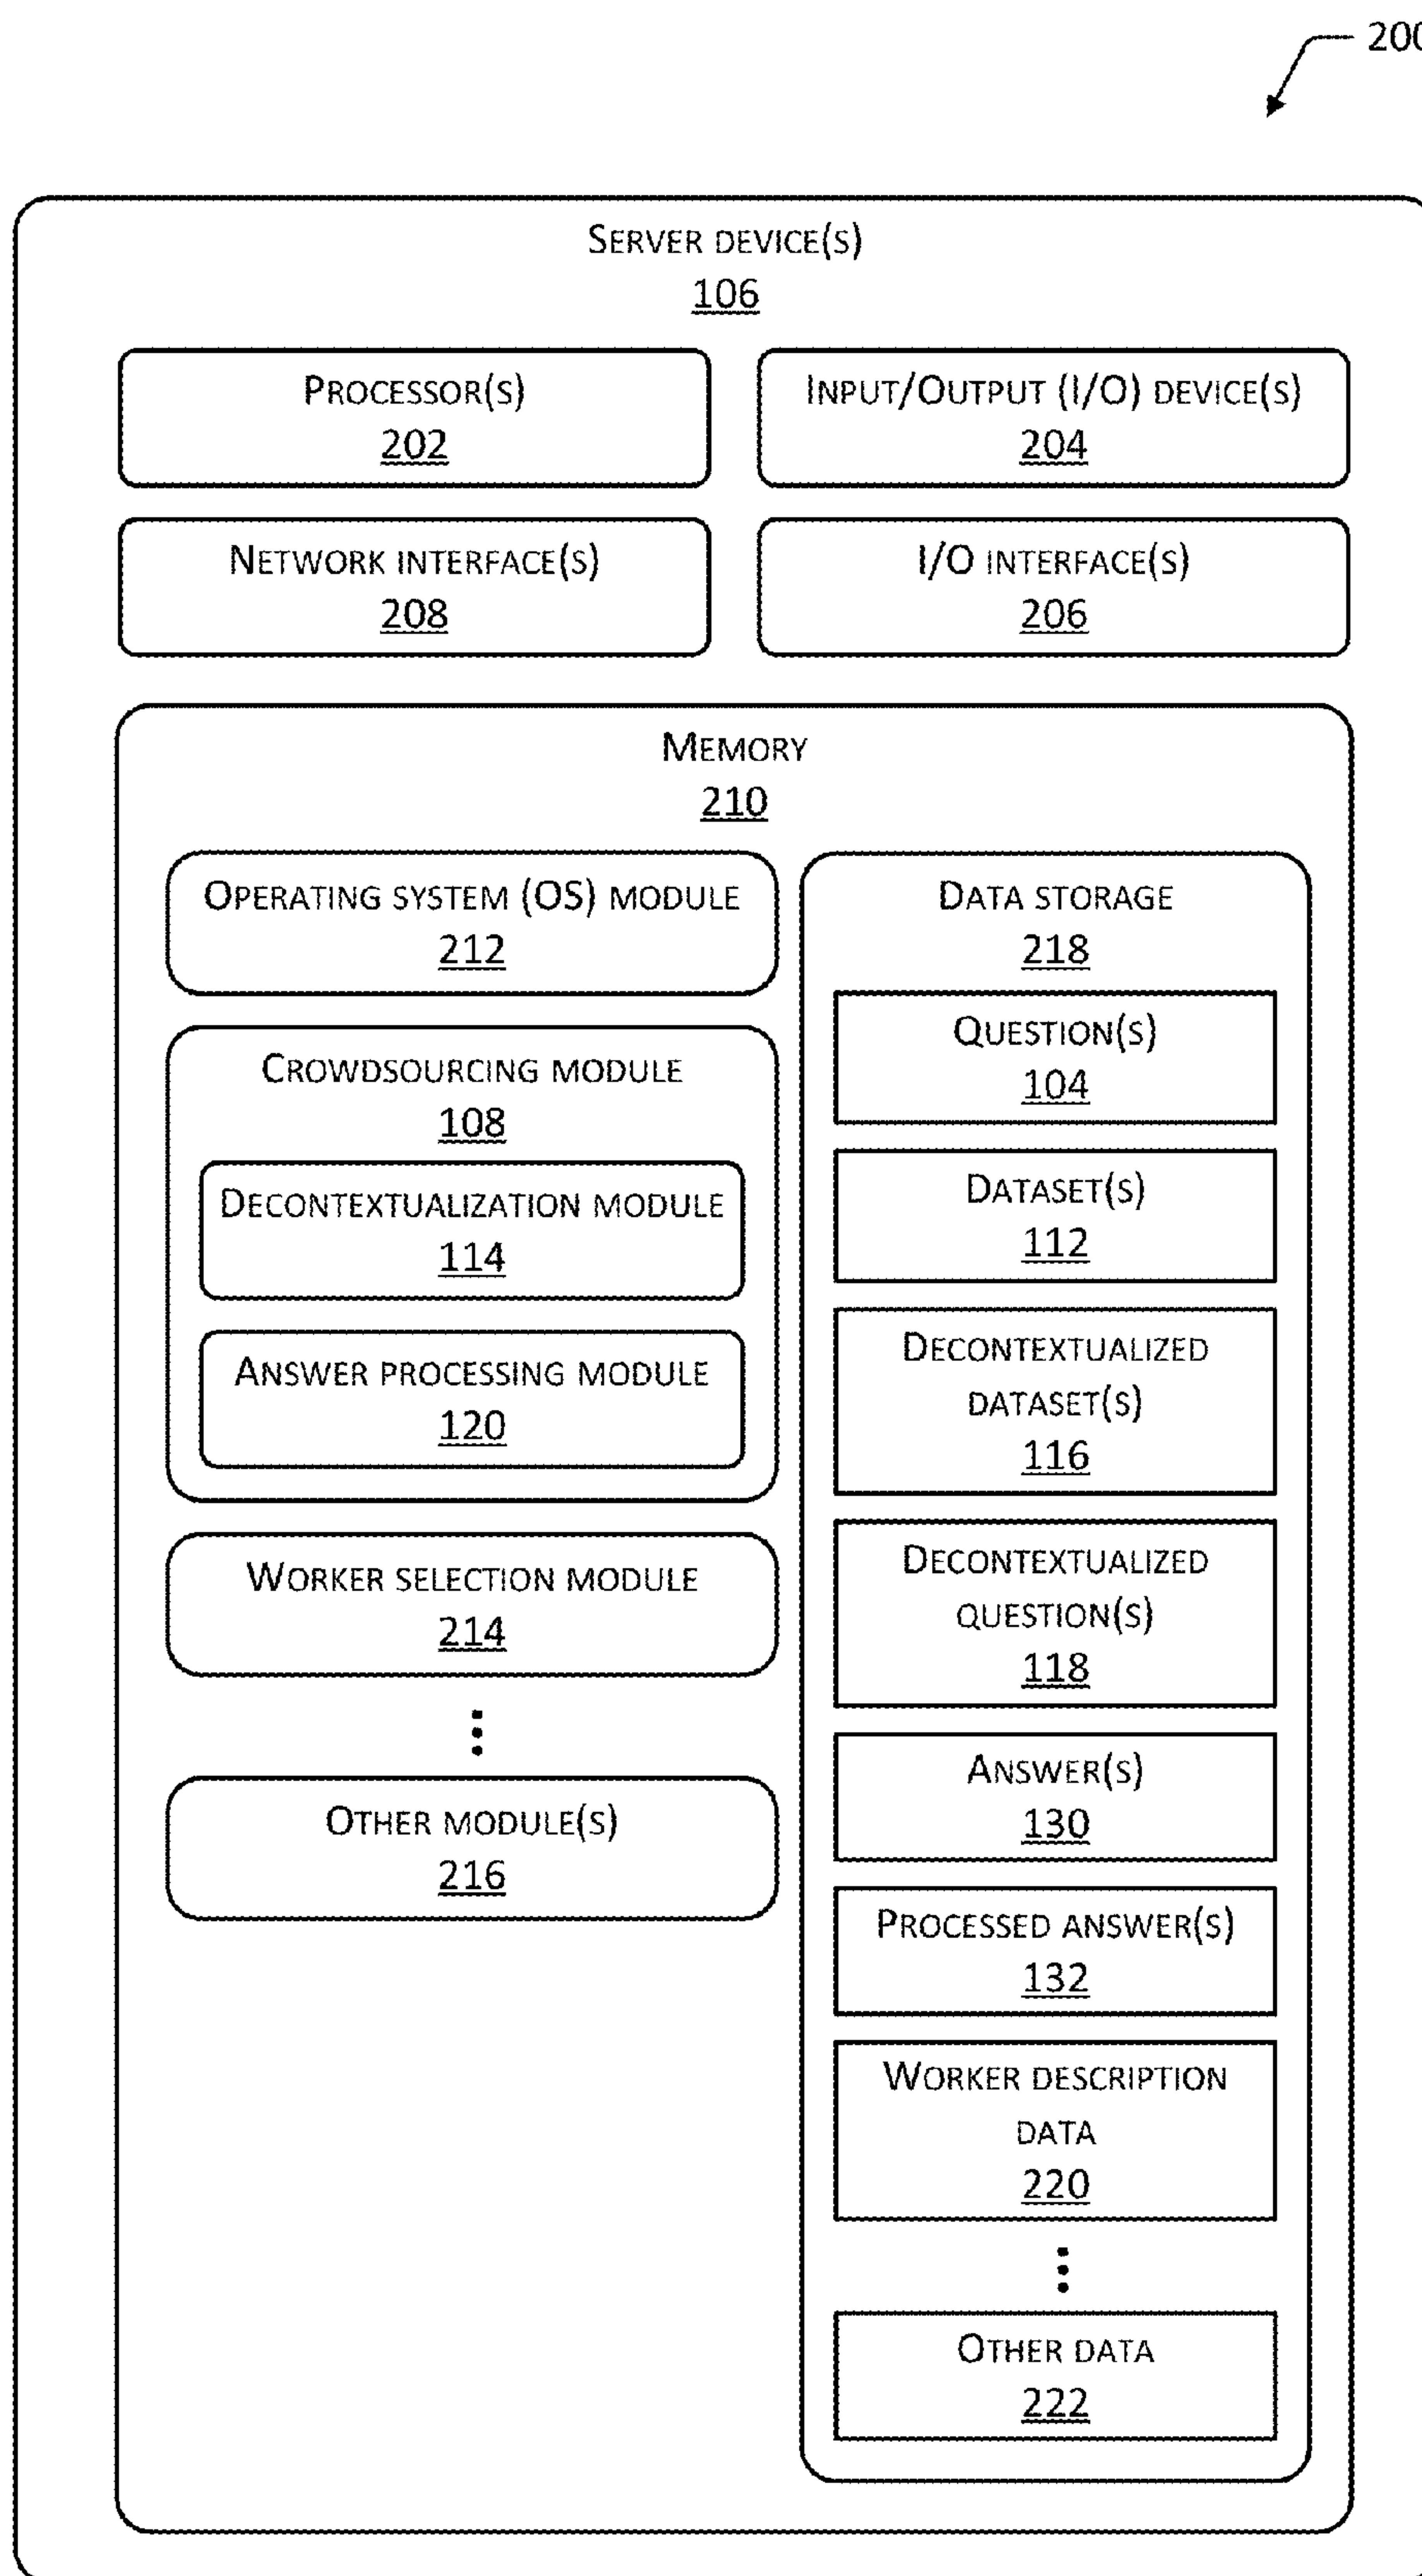 200
SERVER DEVICE(S)
106
PROCESSOR(S)
202
INPUT/OUTPUT (I/O) DEVICE(S)
204
NETWORK INTERFACE(S)
208
I/O INTERFACE(S)
206
MEMORY
210
OPERATING SYSTEM (OS) MODULE
212
CROWDSOURCING MODULE
108
DECONTEXTUALIZATION MODULE
114
ANSWER PROCESSING MODULE
120
WORKER SELECTION MODULE
214
OTHER MODULE(S)
216
DATA STORAGE
218
QUESTION(S)
104
DATASET(S)
112
DECONTEXTUALIZED
DATASET(S)
116
DECONTEXTUALIZED
QUESTION(S)
118
ANSWER(S)
130
PROCESSED ANSWER(S)
132
WORKER DESCRIPTION
DATA
220
OTHER DATA
222